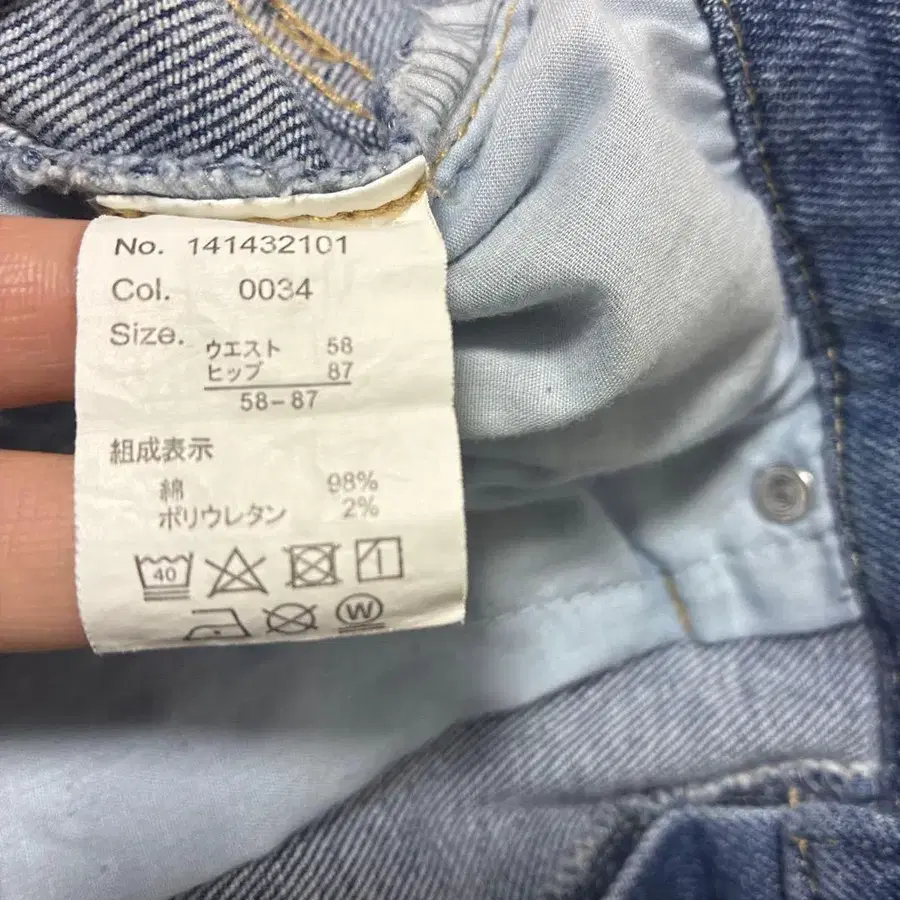 No. 141432101
Col. 0034
Size. ウエスト 58
ヒップ 87
58-87
組成表示
綿 98%
ポリウレタン 2%
40
W